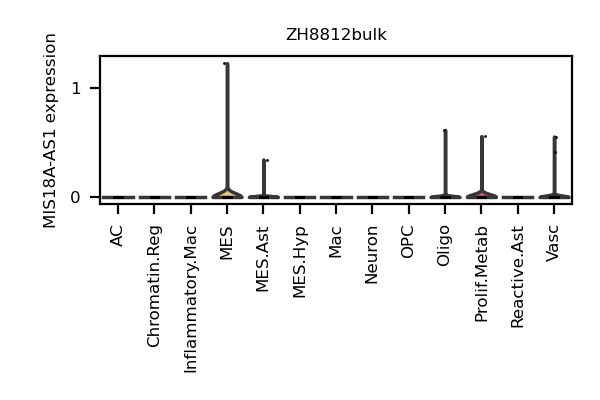 ZH8812bulk
MIS18A-AS1 expression
1
0
AC
Chromatin.Reg
Inflammatory.Mac
MES
MES.Ast
MES.Hyp
Mac
Neuron
OPC
Oligo
Prolif.Metab
Reactive.Ast
Vasc